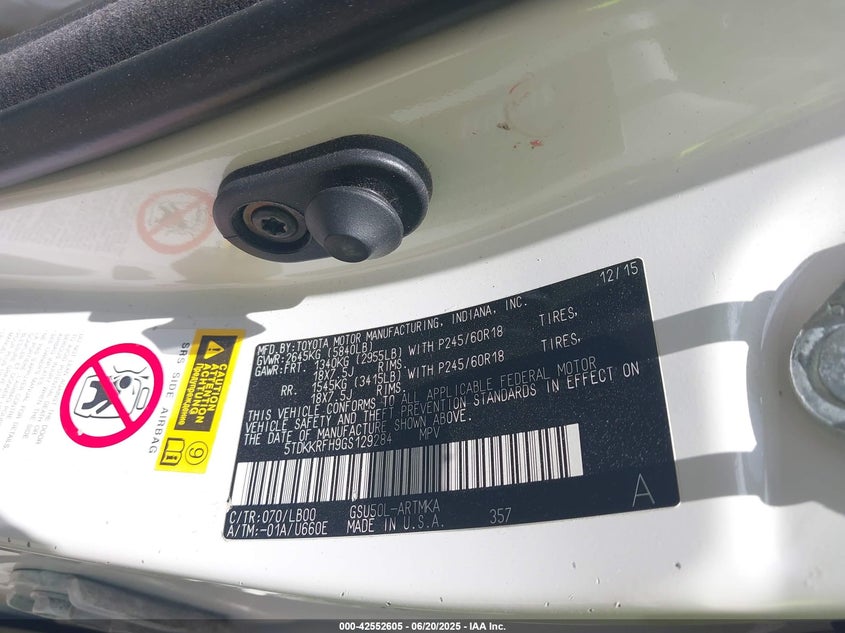 12/15
MFD.BY:TOYOTA MOTOR MANUFACTURING, INDIANA, INC.
GVWR:2645KG (5840LB)
GAWR:FRT. 1340KG (2955LB) WITH P245/60R18 TIRES,
18X7.5J RIMS.
RR. 1545KG (3415LB) WITH P245/60R18 TIRES,
18X7.5J RIMS.
THIS VEHICLE CONFORMS TO ALL APPLICABLE FEDERAL MOTOR
VEHICLE SAFETY AND THEFT PREVENTION STANDARDS IN EFFECT ON
THE DATE OF MANUFACTURE SHOWN ABOVE.
5TDKKRFH9GS129284 MPV
C/TR:070/LB00 GSU50L-ARTMKA
A/TM:-01A/U660E MADE IN U.S.A. 357
A
SRS SIDE AIRBAG
CAUTION
ATTENTION
ACHTUNG
Предупреждение
9
000-42552605 - 06/20/2025 - IAA Inc.